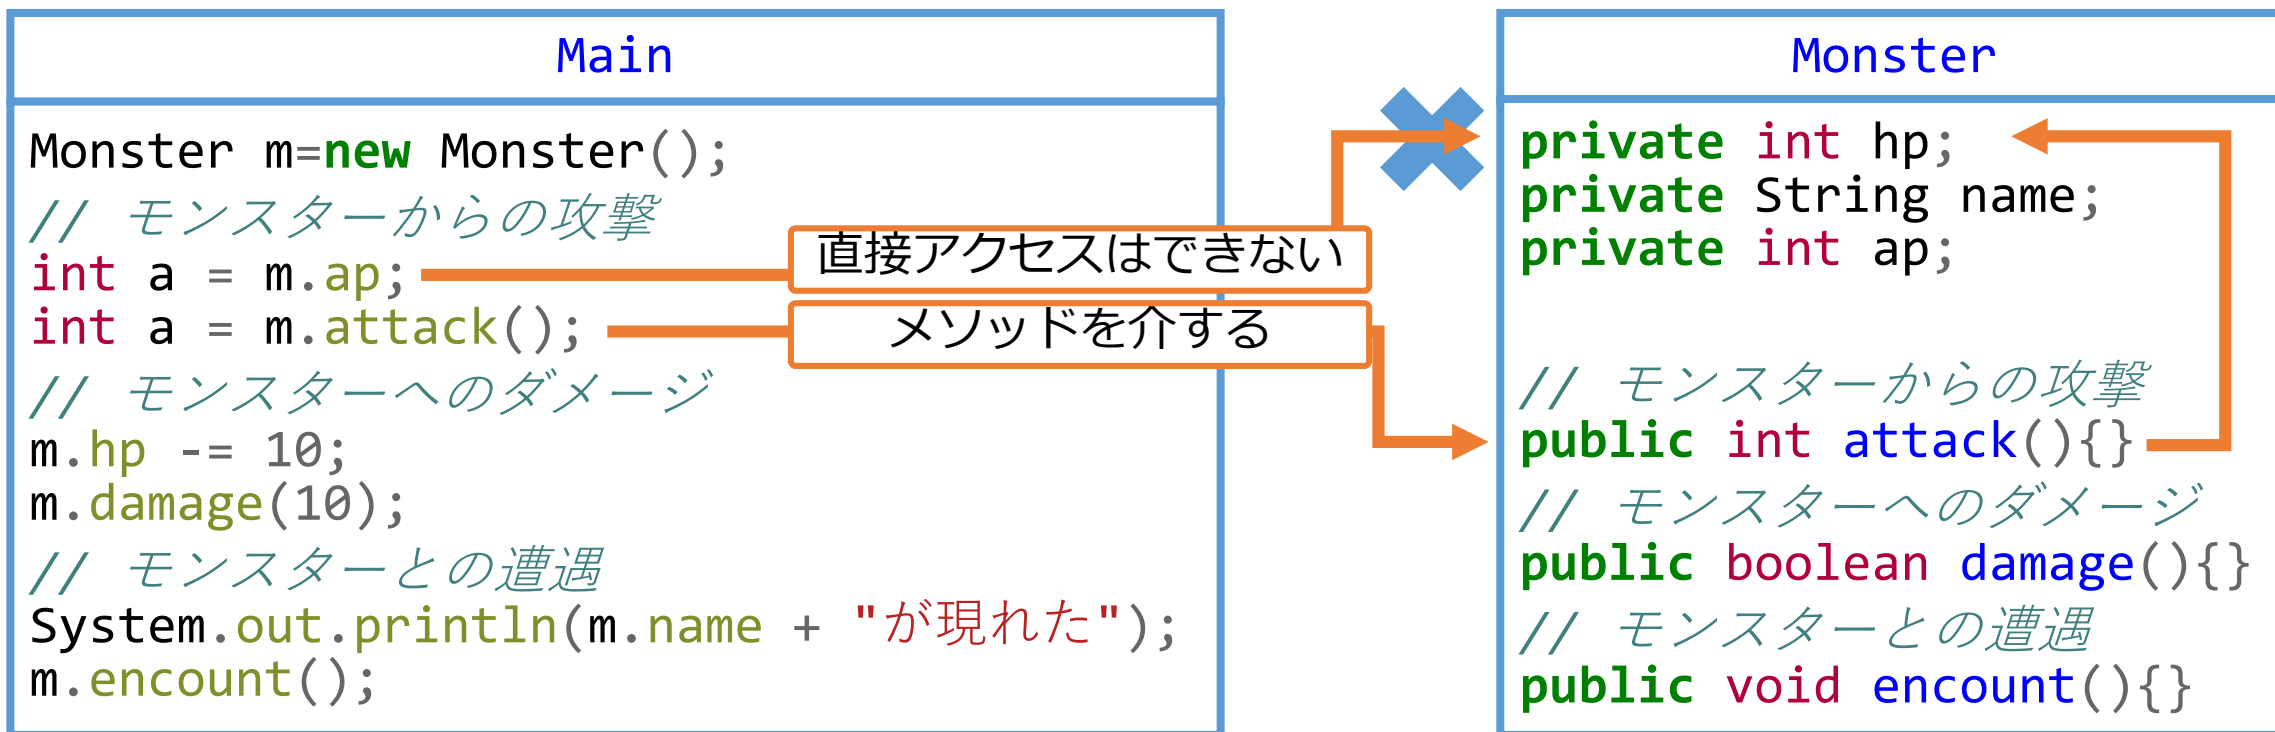 Main
Monster m=new Monster();
// モンスターからの攻撃
int a = m.ap;
int a = m.attack();
// モンスターへのダメージ
m.hp -= 10;
m.damage(10);
// モンスターとの遭遇
System.out.println(m.name + "が現れた");
m.encount();
直接アクセスはできない
メソッドを介する
Monster
private int hp;
private String name;
private int ap;
// モンスターからの攻撃
public int attack(){}
// モンスターへのダメージ
public boolean damage(){}
// モンスターとの遭遇
public void encount(){}